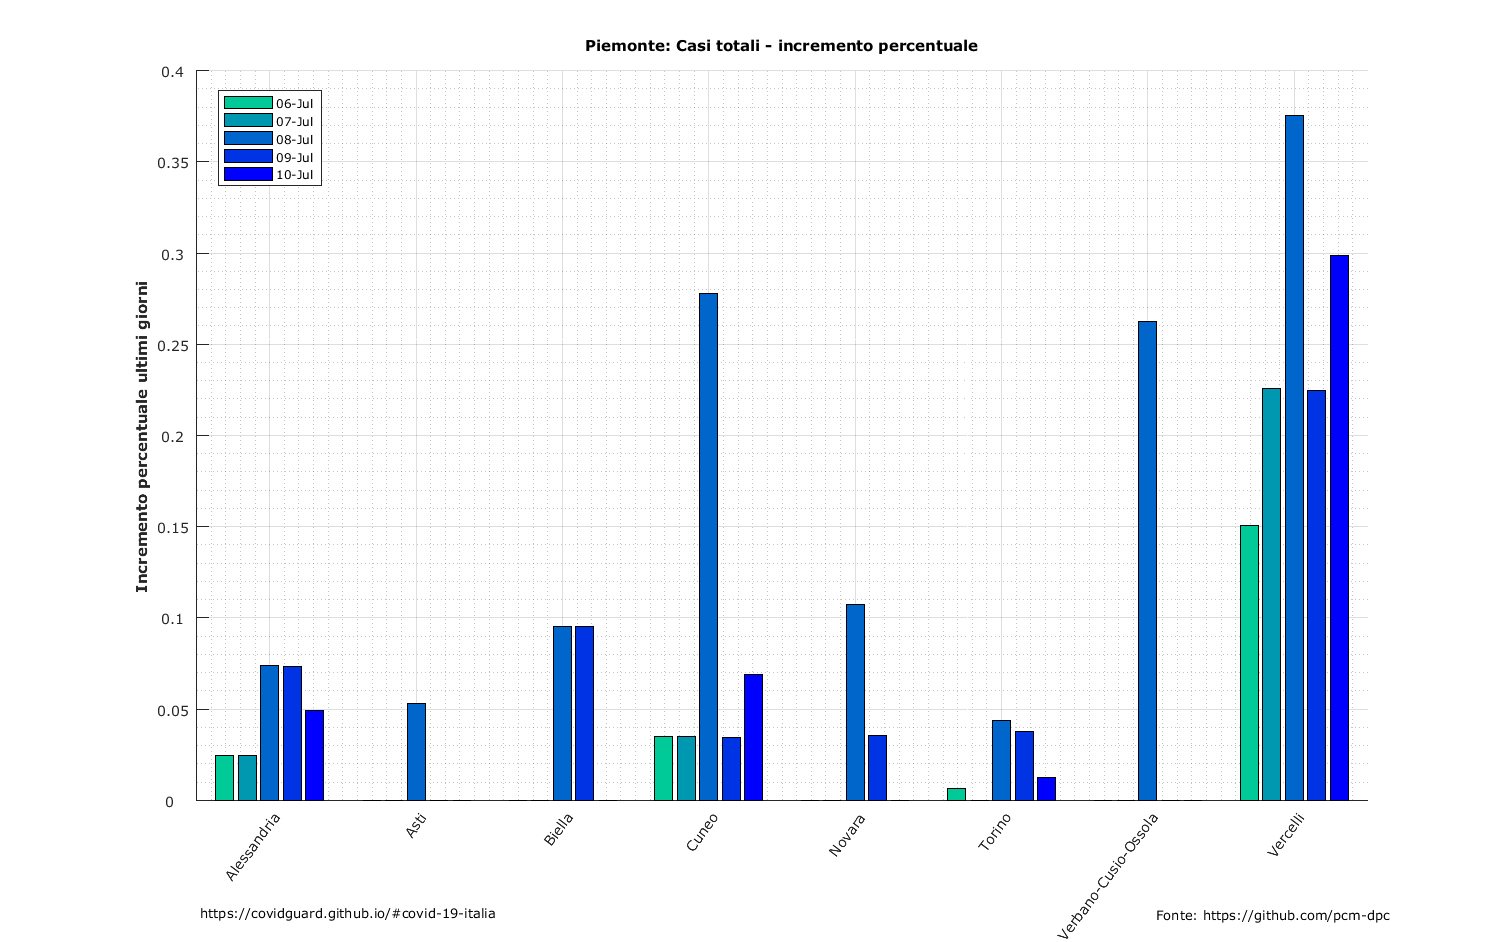 Piemonte: Casi totali - incremento percentuale
0.4
0.35
0.3
0.25
0.2
0.15
0.1
0.05
0
Incremento percentuale ultimi giorni
06-Jul
07-Jul
08-Jul
09-Jul
10-Jul
Alessandria
Asti
Biella
Cuneo
Novara
Torino
Verbano-Cusio-Ossola
Vercelli
https://covidguard.github.io/#covid-19-italia
Fonte: https://github.com/pcm-dpc